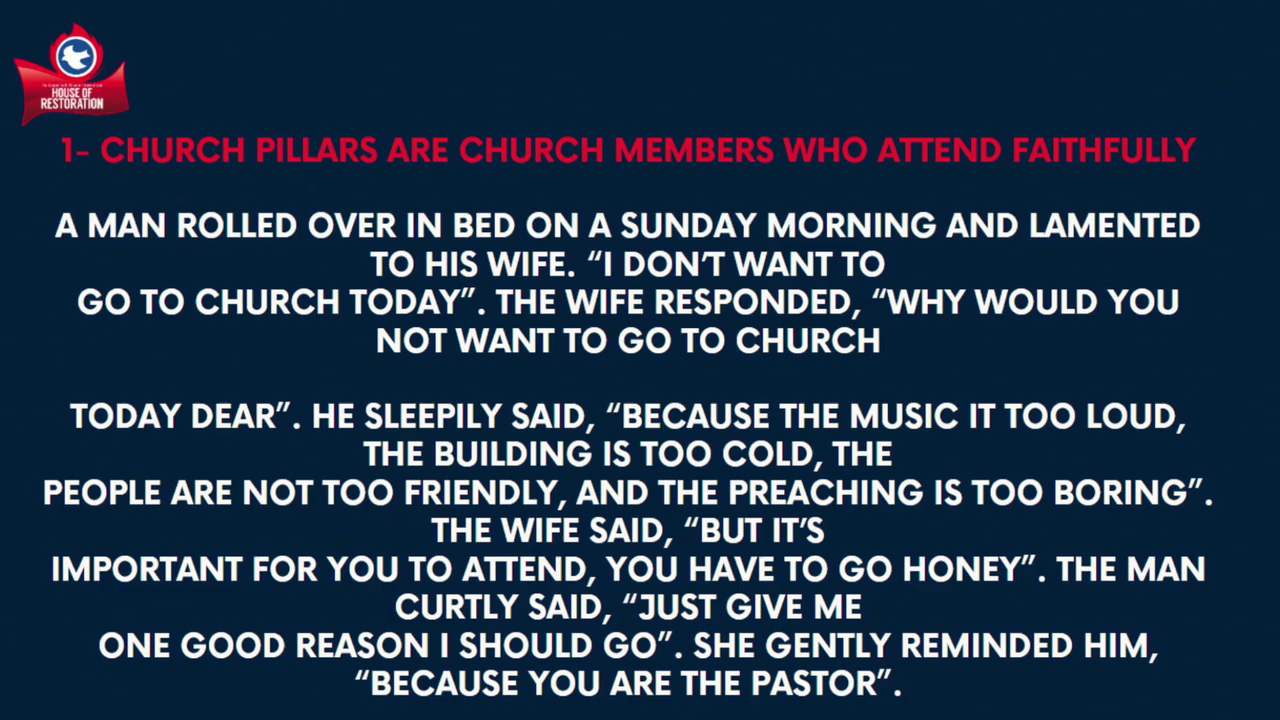 HOUSE OF
RESTORATION
1- CHURCH PILLARS ARE CHURCH MEMBERS WHO ATTEND FAITHFULLY
A MAN ROLLED OVER IN BED ON A SUNDAY MORNING AND LAMENTED
TO HIS WIFE. “I DON’T WANT TO
GO TO CHURCH TODAY”. THE WIFE RESPONDED, “WHY WOULD YOU
NOT WANT TO GO TO CHURCH
TODAY DEAR”. HE SLEEPILY SAID, “BECAUSE THE MUSIC IT TOO LOUD,
THE BUILDING IS TOO COLD, THE
PEOPLE ARE NOT TOO FRIENDLY, AND THE PREACHING IS TOO BORING”.
THE WIFE SAID, “BUT IT’S
IMPORTANT FOR YOU TO ATTEND, YOU HAVE TO GO HONEY”. THE MAN
CURTLY SAID, “JUST GIVE ME
ONE GOOD REASON I SHOULD GO”. SHE GENTLY REMINDED HIM,
“BECAUSE YOU ARE THE PASTOR”.